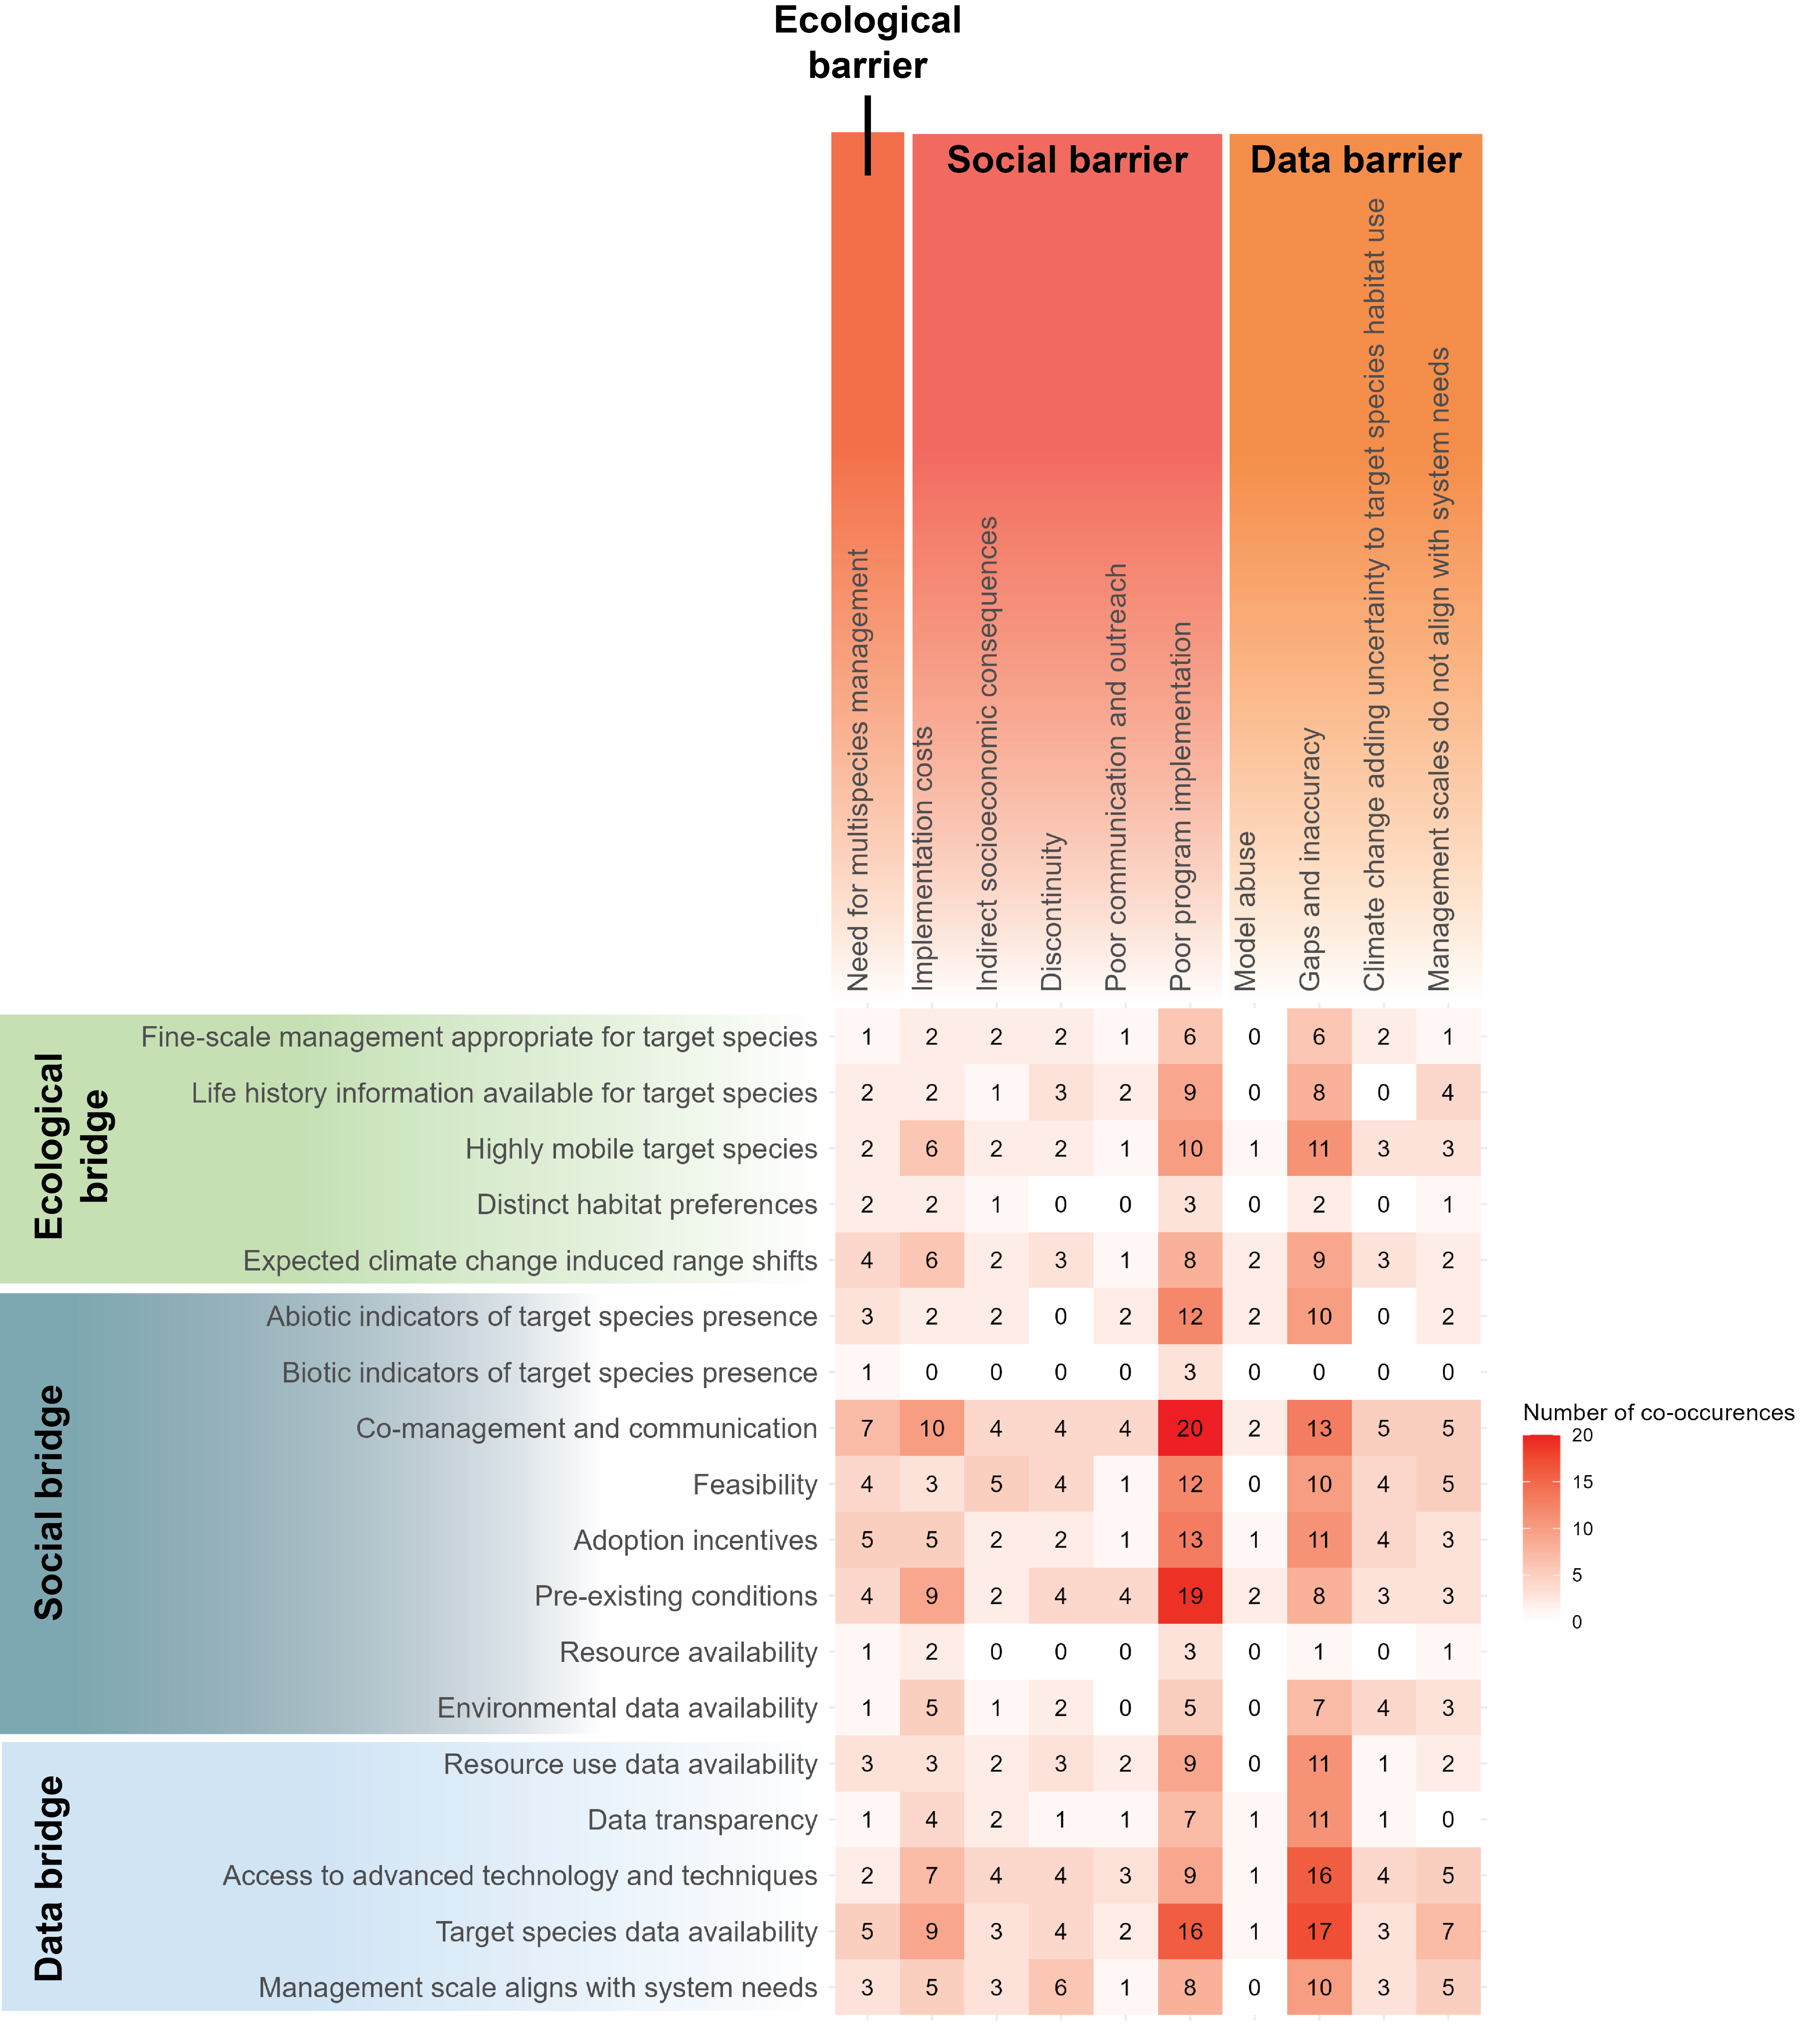 Ecological
barrier
Social barrier
Data barrier
Need for multispecies management
Implementation costs
Indirect socioeconomic consequences
Discontinuity
Poor communication and outreach
Poor program implementation
Model abuse
Gaps and inaccuracy
Climate change adding uncertainty to target species habitat use
Management scales do not align with system needs
Ecological
bridge
Fine-scale management appropriate for target species 1 2 2 2 1 6 0 6 2 1
Life history information available for target species 2 2 1 3 2 9 0 8 0 4
Highly mobile target species 2 6 2 2 1 10 1 11 3 3
Distinct habitat preferences 2 2 1 0 0 3 0 2 0 1
Expected climate change induced range shifts 4 6 2 3 1 8 2 9 3 2
Social bridge
Abiotic indicators of target species presence 3 2 2 0 2 12 2 10 0 2
Biotic indicators of target species presence 1 0 0 0 0 3 0 0 0 0
Co-management and communication 7 10 4 4 4 20 2 13 5 5
Feasibility 4 3 5 4 1 12 0 10 4 5
Adoption incentives 5 5 2 2 1 13 1 11 4 3
Pre-existing conditions 4 9 2 4 4 19 2 8 3 3
Resource availability 1 2 0 0 0 3 0 1 0 1
Environmental data availability 1 5 1 2 0 5 0 7 4 3
Data bridge
Resource use data availability 3 3 2 3 2 9 0 11 1 2
Data transparency 1 4 2 1 1 7 1 11 1 0
Access to advanced technology and techniques 2 7 4 4 3 9 1 16 4 5
Target species data availability 5 9 3 4 2 16 1 17 3 7
Management scale aligns with system needs 3 5 3 6 1 8 0 10 3 5
Number of co-occurences
20
15
10
5
0